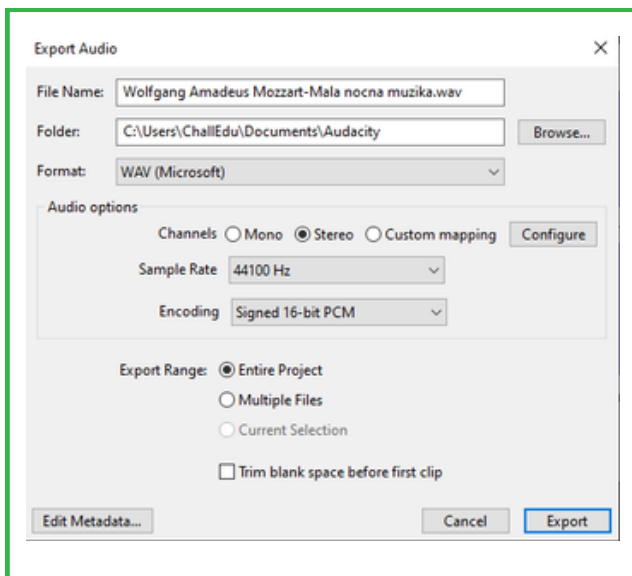 Export Audio
File Name: Wolfgang Amadeus Mozzart-Mala nocna muzika.wav
Folder: C:\Users\ChallEdu\Documents\Audacity Browse...
Format: WAV (Microsoft)
Audio options
Channels Mono Stereo Custom mapping Configure
Sample Rate 44100 Hz
Encoding Signed 16-bit PCM
Export Range: Entire Project
Multiple Files
Current Selection
Trim blank space before first clip
Edit Metadata... Cancel Export